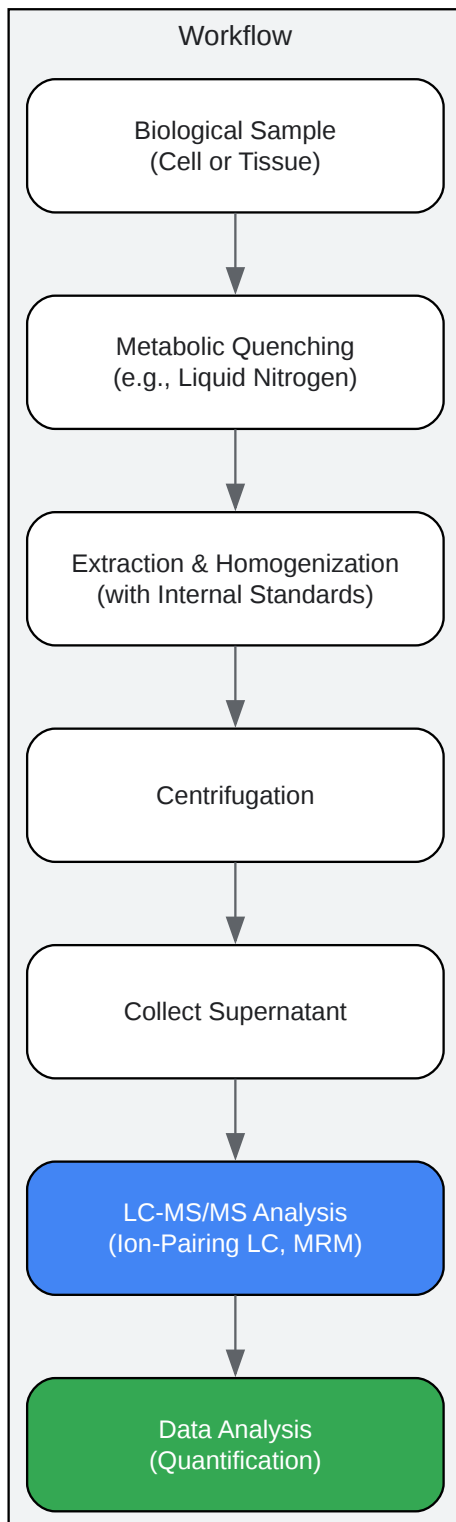 Workflow
Biological Sample
(Cell or Tissue)
Metabolic Quenching
(e.g., Liquid Nitrogen)
Extraction & Homogenization
(with Internal Standards)
Centrifugation
Collect Supernatant
LC-MS/MS Analysis
(Ion-Pairing LC, MRM)
Data Analysis
(Quantification)